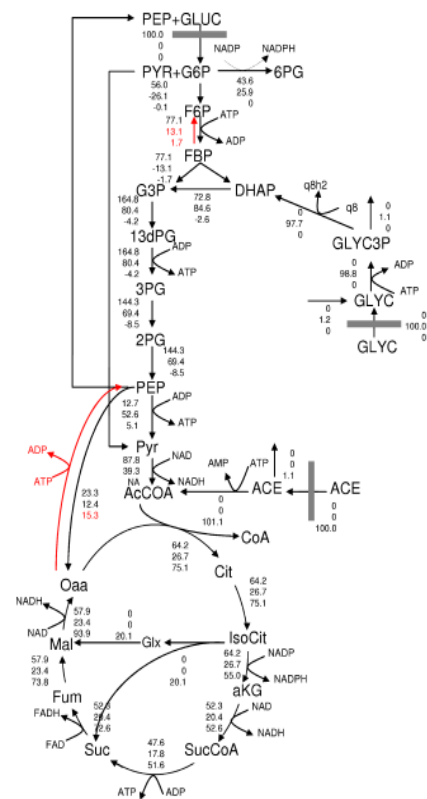 PEP+GLUC
100.0
0
0
NADP
NADPH
PYR+G6P
6PG
56.0
-26.1
-0.1
43.6
25.9
0
F6P
77.1
13.1
1.7
ATP
ADP
FBP
77.1
-13.1
-1.7
G3P
DHAP
164.8
80.4
-4.2
72.8
84.6
-2.6
q8h2
q8
0
97.7
0
0
1.1
0
GLYC3P
13dPG
ADP
ATP
164.8
80.4
-4.2
0
98.8
0
ADP
ATP
3PG
144.3
69.4
-8.5
GLYC
0
1.2
0
0
100.0
0
GLYC
2PG
144.3
69.4
-8.5
PEP
12.7
52.6
5.1
ADP
ATP
Pyr
87.8
39.3
NA
NAD
NADH
ADP
ATP
AMP
ATP
0
0
1.1
AcCOA
ACE
ACE
0
0
101.1
0
0
100.0
23.3
12.4
15.3
CoA
64.2
26.7
75.1
Cit
Oaa
64.2
26.7
75.1
NADH
NAD
57.9
23.4
93.9
0
0
20.1
Mal
Glx
IsoCit
57.9
23.4
73.8
0
0
20.1
64.2
26.7
55.0
NADP
NADPH
aKG
Fum
FADH
FAD
52.3
20.4
52.6
NAD
NADH
Suc
SucCoA
47.6
17.8
51.6
ATP
ADP